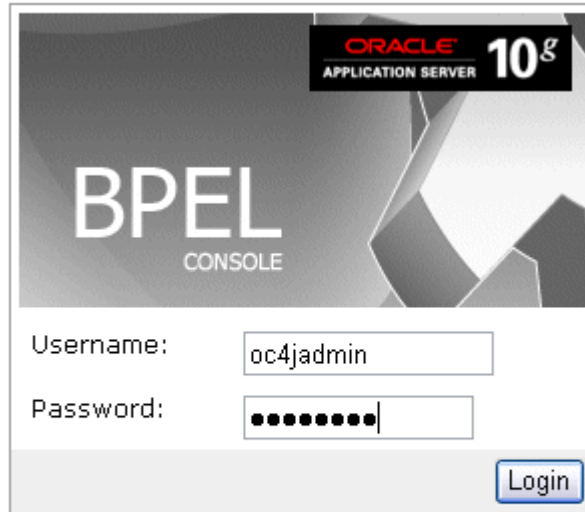 ORACLE
APPLICATION SERVER 10g
BPEL
CONSOLE
Username: oc4jadmin
Password: ●●●●●●●●
Login